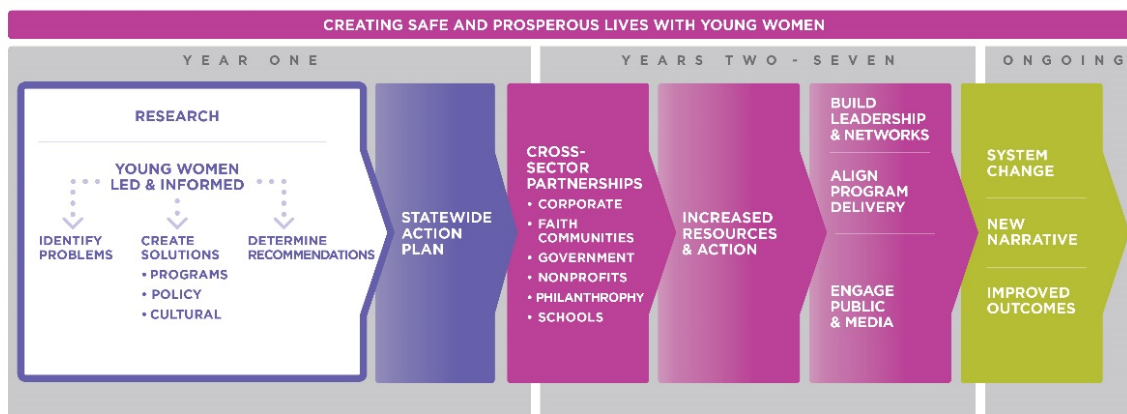 CREATING SAFE AND PROSPEROUS LIVES WITH YOUNG WOMEN
YEAR ONE
YEARS TWO-SEVEN
ONGOING
RESEARCH
YOUNG WOMEN
LED & INFORMED
IDENTIFY
PROBLEMS
CREATE
SOLUTIONS
• PROGRAMS
• POLICY
• CULTURAL
DETERMINE
RECOMMENDATIONS
STATEWIDE
ACTION
PLAN
CROSS-
SECTOR
PARTNERSHIPS
• CORPORATE
• FAITH
COMMUNITIES
• GOVERNMENT
• NONPROFITS
• PHILANTHROPY
• SCHOOLS
INCREASED
RESOURCES
& ACTION
BUILD
LEADERSHIP
& NETWORKS
ALIGN
PROGRAM
DELIVERY
ENGAGE
PUBLIC
& MEDIA
SYSTEM
CHANGE
NEW
NARRATIVE
IMPROVED
OUTCOMES